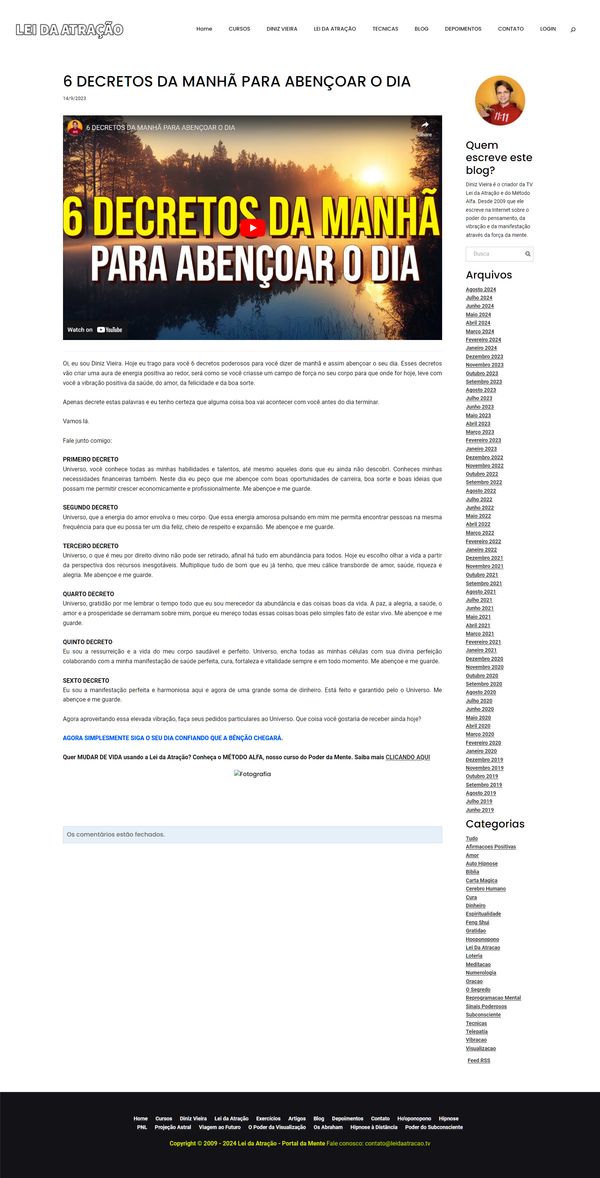 LEI DA ATRAÇÃO
Home CURSOS DINIZ VIEIRA LEI DA ATRAÇÃO TÉCNICAS BLOG DEPOIMENTOS CONTATO LOGIN
6 DECRETOS DA MANHÃ PARA ABENÇOAR O DIA
14/9/2023
6 DECRETOS DA MANHÃ PARA ABENÇOAR O DIA
Share
6 DECRETOS DA MANHÃ
PARA ABENÇOAR O DIA
Watch on YouTube
Oi, eu sou Diniz Vieira. Hoje eu trago para você 6 decretos poderosos para você dizer de manhã e assim abençoar o seu dia. Esses decretos
vão criar uma aura de energia positiva ao redor, será como se você criasse um campo de força no seu corpo para que onde for hoje, leve com
você a vibração positiva da saúde, do amor, da felicidade e da boa sorte.
Apenas decrete estas palavras e eu tenho certeza que alguma coisa boa vai acontecer com você antes do dia terminar.
Vamos lá.
Fale junto comigo:
PRIMEIRO DECRETO
Universo, você conhece todas as minhas habilidades e talentos, até mesmo aqueles dons que eu ainda não descobri. Conheces minhas
necessidades financeiras também. Neste dia eu peço que me abençoe com boas oportunidades de carreira, boa sorte e boas ideias que
possam me permitir crescer economicamente e profissionalmente. Me abençoe e me guarde.
SEGUNDO DECRETO
Universo, que a energia do amor envolva o meu corpo. Que essa energia amorosa pulsando em mim me permita encontrar pessoas na mesma
frequência para que eu possa ter um dia feliz, cheio de respeito e expansão. Me abençoe e me guarde.
TERCEIRO DECRETO
Universo, o que é meu por direito divino não pode ser retirado, afinal há tudo em abundância para todos. Hoje eu escolho olhar a vida a partir
da perspectiva dos recursos inesgotáveis. Multiplique tudo de bom que eu já tenho, que meu cálice transborde de amor, saúde, riqueza e
alegria. Me abençoe e me guarde.
QUARTO DECRETO
Universo, gratidão por me lembrar o tempo todo que eu sou merecedor da abundância e das coisas boas da vida. A paz, a alegria, a saúde, o
amor e a prosperidade se derramam sobre mim, porque eu mereço todas essas coisas boas pelo simples fato de estar vivo. Me abençoe e me
guarde.
QUINTO DECRETO
Eu sou a ressurreição e a vida do meu corpo saudável e perfeito. Universo, encha todas as minhas células com sua divina perfeição
colaborando com a minha manifestação de saúde perfeita, cura, fortaleza e vitalidade sempre e em todo momento. Me abençoe e me guarde.
SEXTO DECRETO
Eu sou a manifestação perfeita e harmoniosa aqui e agora de uma grande soma de dinheiro. Está feito e garantido pelo o Universo. Me
abençoe e me guarde.
Agora aproveitando essa elevada vibração, faça seus pedidos particulares ao Universo. Que coisa você gostaria de receber ainda hoje?
AGORA SIMPLESMENTE SIGA O SEU DIA CONFIANDO QUE A BÊNÇÃO CHEGARÁ.
Quer MUDAR DE VIDA usando a Lei da Atração? Conheça o MÉTODO ALFA, nosso curso do Poder da Mente. Saiba mais CLICANDO AQUI
Fotografia
Os comentários estão fechados.
11:11
Quem
escreve este
blog?
Diniz Vieira é o criador da TV
Lei da Atração e do Método
Alfa. Desde 2009 que ele
escreve na Internet sobre o
poder do pensamento, da
vibração e da manifestação
através da força da mente.
Busca
Arquivos
Agosto 2024
Julho 2024
Junho 2024
Maio 2024
Abril 2024
Março 2024
Fevereiro 2024
Janeiro 2024
Dezembro 2023
Novembro 2023
Outubro 2023
Setembro 2023
Agosto 2023
Julho 2023
Junho 2023
Maio 2023
Abril 2023
Março 2023
Fevereiro 2023
Janeiro 2023
Dezembro 2022
Novembro 2022
Outubro 2022
Setembro 2022
Agosto 2022
Julho 2022
Junho 2022
Maio 2022
Abril 2022
Março 2022
Fevereiro 2022
Janeiro 2022
Dezembro 2021
Novembro 2021
Outubro 2021
Setembro 2021
Agosto 2021
Julho 2021
Junho 2021
Maio 2021
Abril 2021
Março 2021
Fevereiro 2021
Janeiro 2021
Dezembro 2020
Novembro 2020
Outubro 2020
Setembro 2020
Agosto 2020
Julho 2020
Junho 2020
Maio 2020
Abril 2020
Março 2020
Fevereiro 2020
Janeiro 2020
Dezembro 2019
Novembro 2019
Outubro 2019
Setembro 2019
Agosto 2019
Julho 2019
Junho 2019
Categorias
Tudo
Afirmacoes Positivas
Amor
Auto Hipnose
Biblia
Carta Magica
Cerebro Humano
Cura
Dinheiro
Espiritualidade
Feng Shui
Gratidao
Hooponopono
Lei Da Atracao
Loteria
Meditacao
Numerologia
Oracao
O Segredo
Reprogramacao Mental
Sinais Poderosos
Subconsciente
Tecnicas
Telepatia
Vibracao
Visualizacao
Feed RSS
Home Cursos Diniz Vieira Lei da Atração Exercícios Artigos Blog Depoimentos Contato Ho'oponopono Hipnose
PNL Projeção Astral Viagem ao Futuro O Poder da Visualização Os Abraham Hipnose à Distância Poder do Subconsciente
Copyright © 2009 - 2024 Lei da Atração - Portal da Mente Fale conosco: contato@leidaatracao.tv